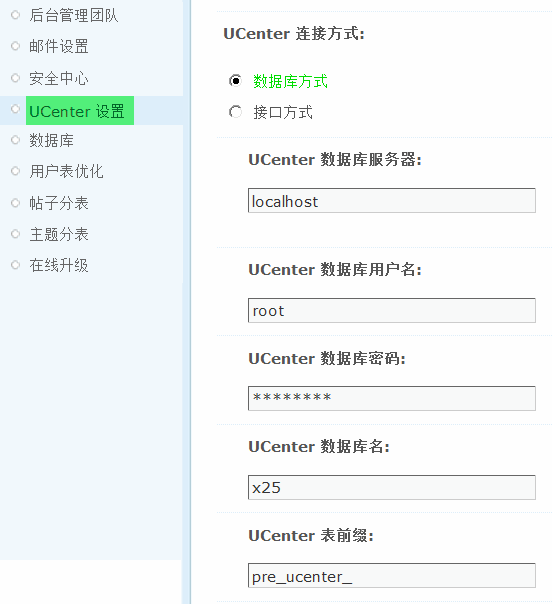 后台管理团队
邮件设置
安全中心
UCenter 设置
数据库
用户表优化
帖子分表
主题分表
在线升级
UCenter 连接方式:
数据库方式
接口方式
UCenter 数据库服务器:
localhost
UCenter 数据库用户名:
root
UCenter 数据库密码:
********
UCenter 数据库名:
x25
UCenter 表前缀:
pre_ucenter_